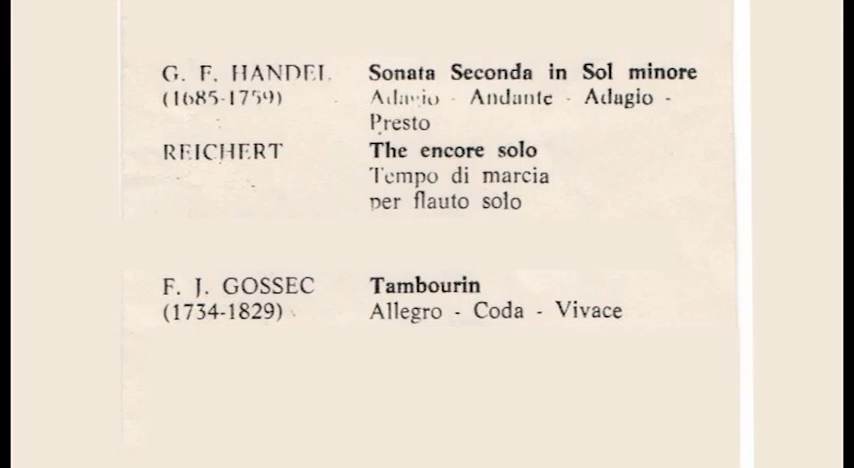 G. F. HANDEL Sonata Seconda in Sol minore
(1685-1759) Adagio - Andante - Adagio -
Presto
REICHERT The encore solo
Tempo di marcia
per flauto solo
F. J. GOSSEC Tambourin
(1734-1829) Allegro - Coda - Vivace